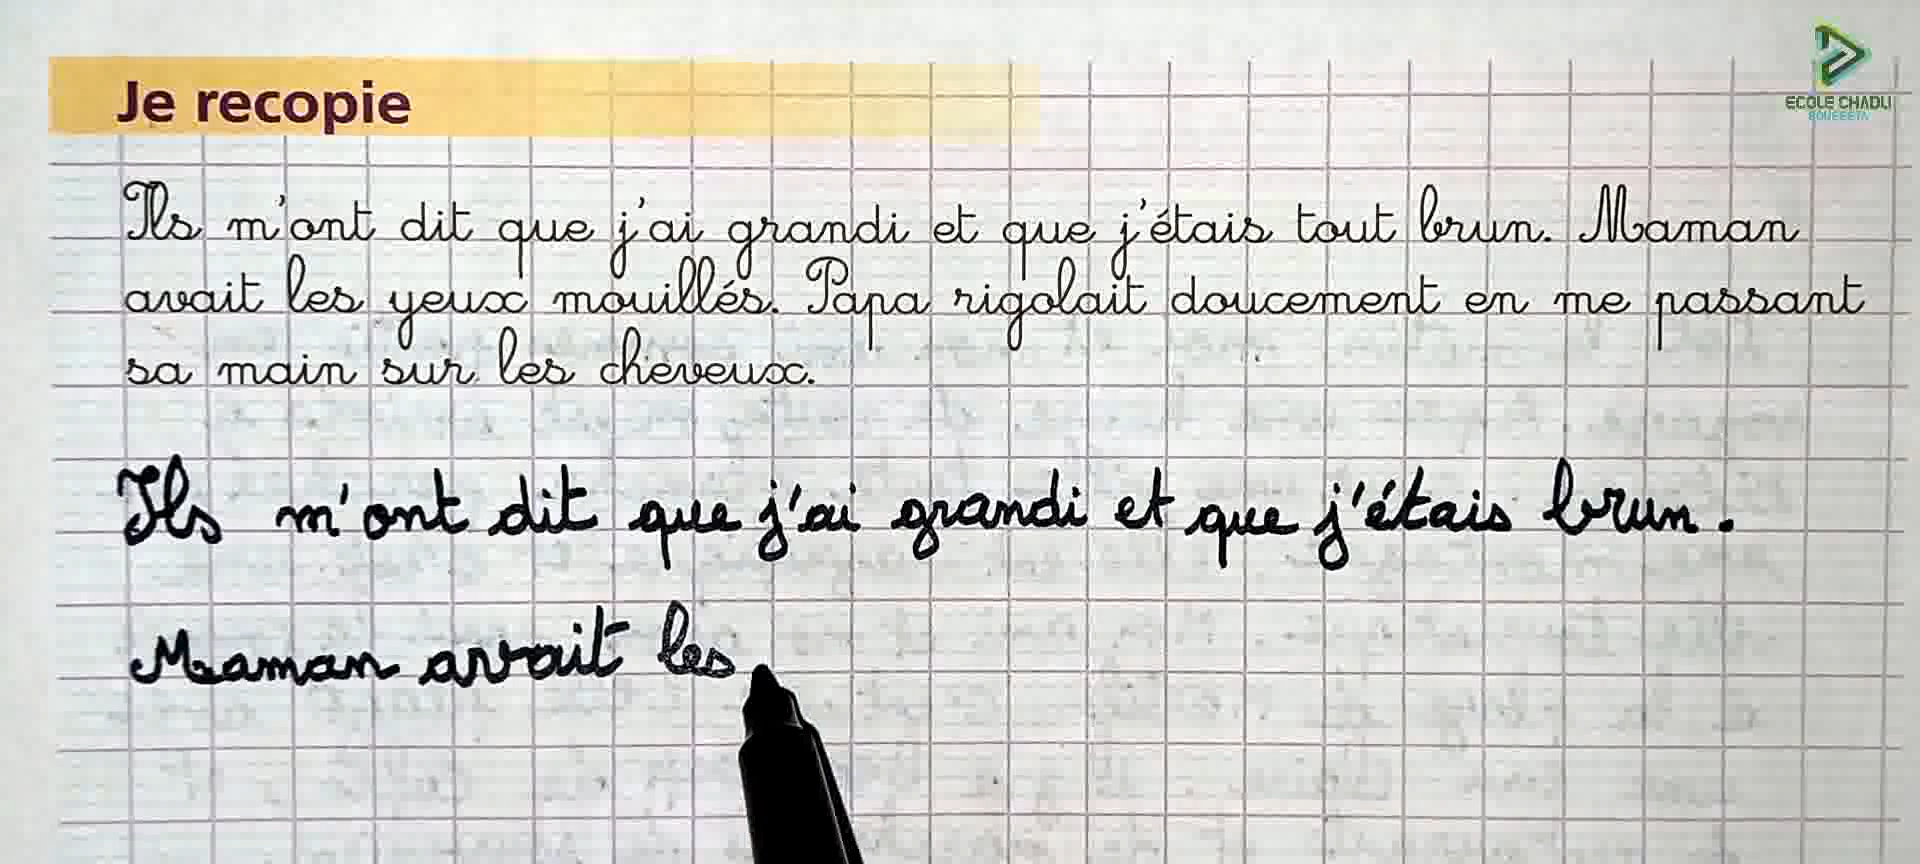 Je recopie
ECOLE CHADLI
Ils m'ont dit que j'ai grandi et que j'étais tout brun. Maman
avait les yeux mouillés. Papa rigolait doucement en me passant
sa main sur les cheveux.
Ils m'ont dit que j'ai grandi et que j'étais brun.
Maman avait les